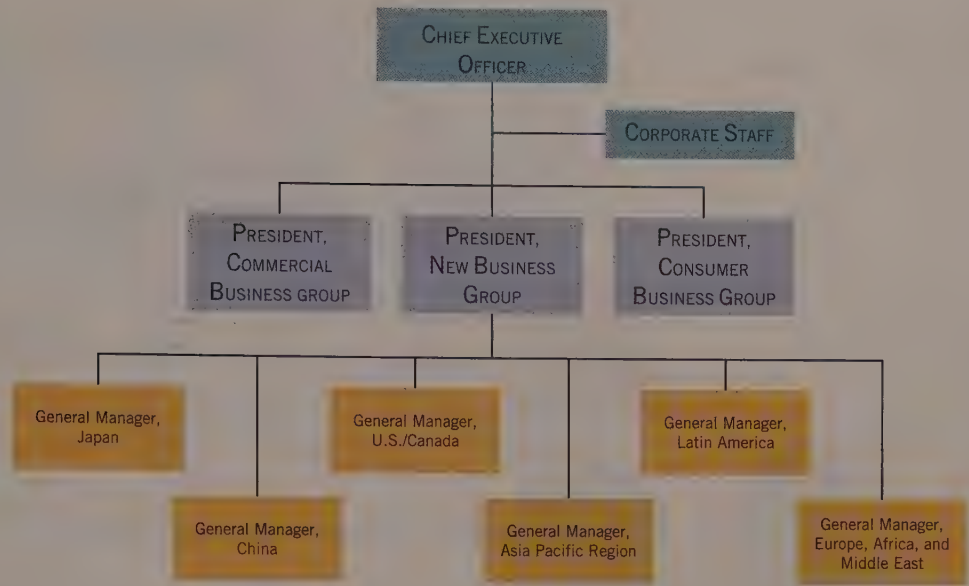 CHIEF EXECUTIVE
OFFICER
CORPORATE STAFF
PRESIDENT,
COMMERCIAL
BUSINESS GROUP
PRESIDENT,
NEW BUSINESS
GROUP
PRESIDENT,
CONSUMER
BUSINESS GROUP
General Manager,
Japan
General Manager,
U.S./Canada
General Manager,
Latin America
General Manager,
China
General Manager,
Asia Pacific Region
General Manager,
Europe, Africa, and
Middle East